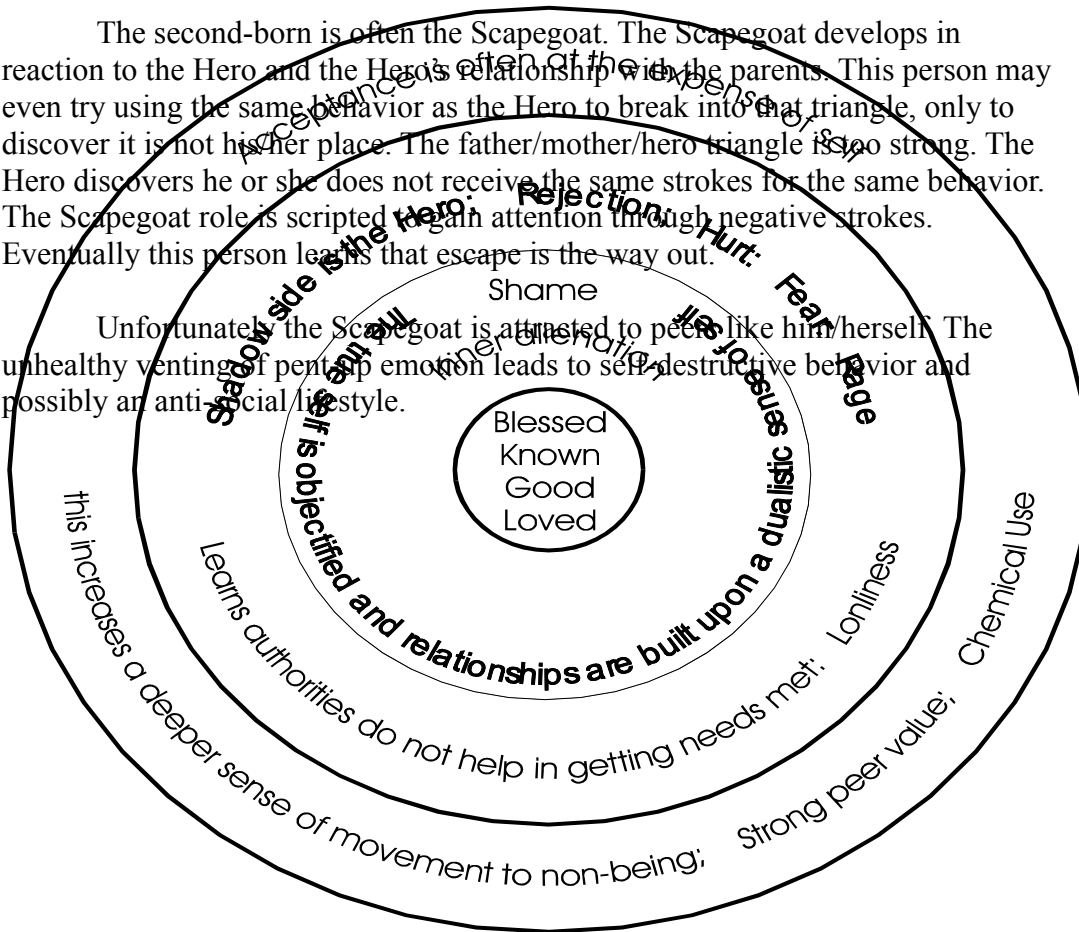 The second-born is often the Scapegoat. The Scapegoat develops in
reaction to the Hero and the Hero's relationship with the parents. This person may
even try using the same behavior as the Hero to break into that triangle, only to
discover it is not his/her place. The father/mother/hero triangle is too strong. The
Hero discovers he or she does not receive the same strokes for the same behavior.
The Scapegoat role is scripted to gain attention through negative strokes.
Eventually this person learns that escape is the way out.
Unfortunately the Scapegoat is attracted to peers like him/herself. The
unhealthy venting of pent-up emotion leads to self-destructive behavior and
possibly an anti-social lifestyle.
Acceptance is often at the expense of self
this increases a deeper sense of movement to non-being; Strong peer value; Chemical Use
Shadow side is the Hero; Rejection; Hurt: Fear: Rage
Learns authorities do not help in getting needs met: Lonliness
Shame
The true self is objectified and relationships are built upon a dualistic sense of self
Inner alienation
Blessed
Known
Good
Loved